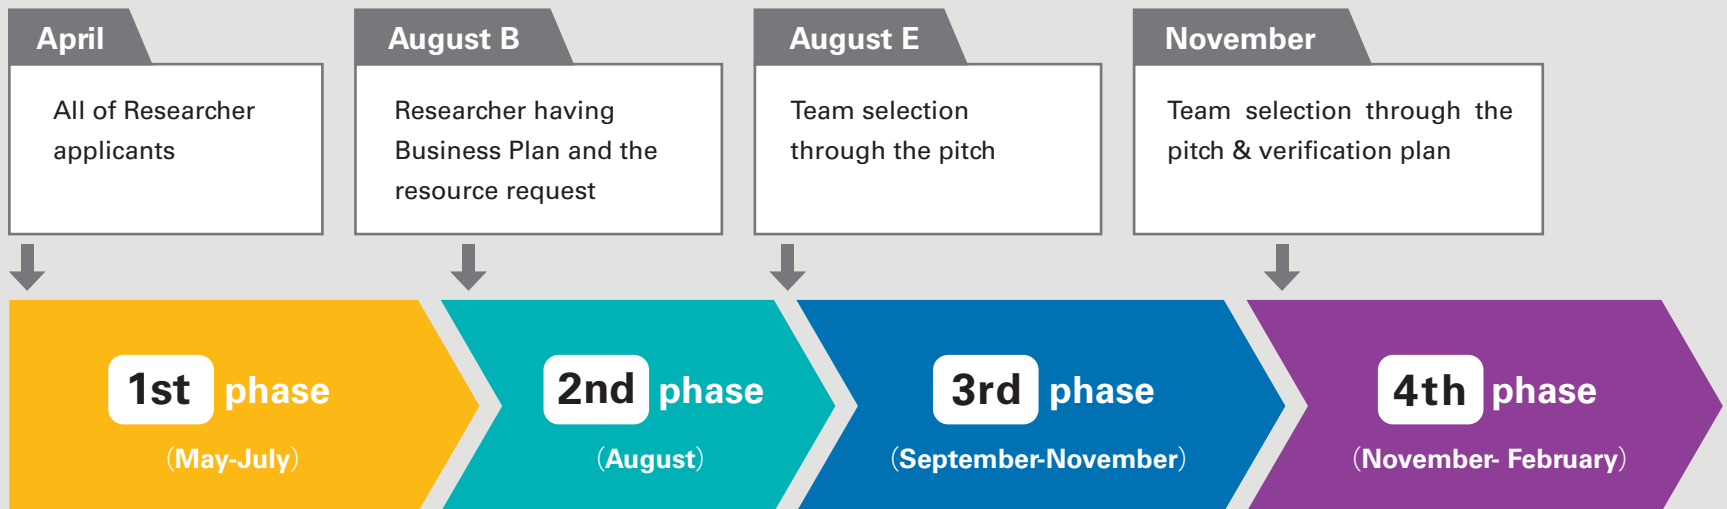 April
All of Researcher
applicants
August B
Researcher having
Business Plan and the
resource request
August E
Team selection
through the pitch
November
Team selection through the
pitch & verification plan
1st phase
(May-July)
2nd phase
(August)
3rd phase
(September-November)
4th phase
(November- February)